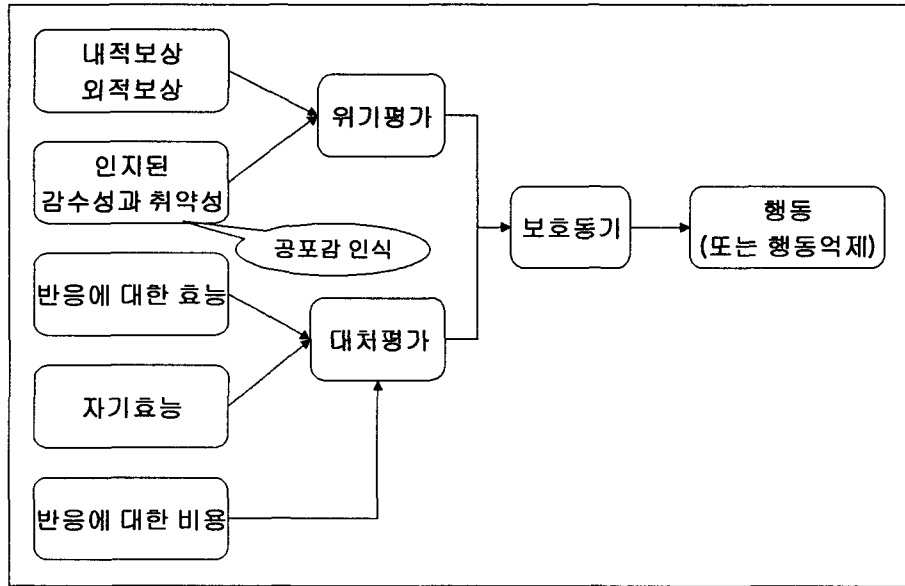 내적보상
외적보상
위기평가
인지된
감수성과 취약성
공포감 인식
보호동기
행동
(또는 행동억제)
반응에 대한 효능
대처평가
자기효능
반응에 대한 비용